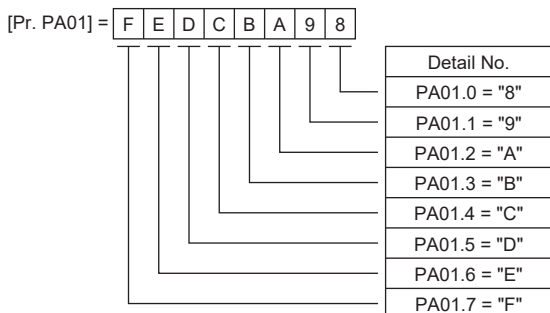 [Pr. PA01] = F E D C B A 9 8
Detail No.
PA01.0 = "8"
PA01.1 = "9"
PA01.2 = "A"
PA01.3 = "B"
PA01.4 = "C"
PA01.5 = "D"
PA01.6 = "E"
PA01.7 = "F"